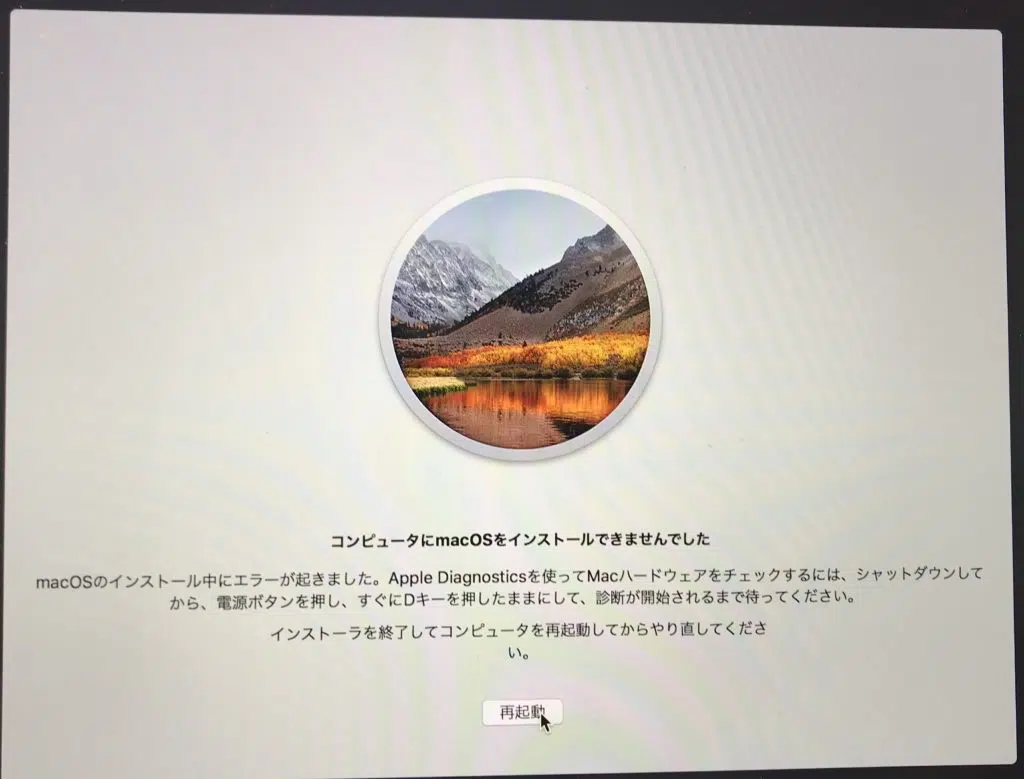 コンピュータにmacOSをインストールできませんでした
macOSのインストール中にエラーが起きました。Apple Diagnosticsを使ってMacハードウェアをチェックするには、シャットダウンして
から、電源ボタンを押し、すぐにDキーを押したままにして、診断が開始されるまで待ってください。
インストーラを終了してコンピュータを再起動してからやり直してくださ
い。
再起動